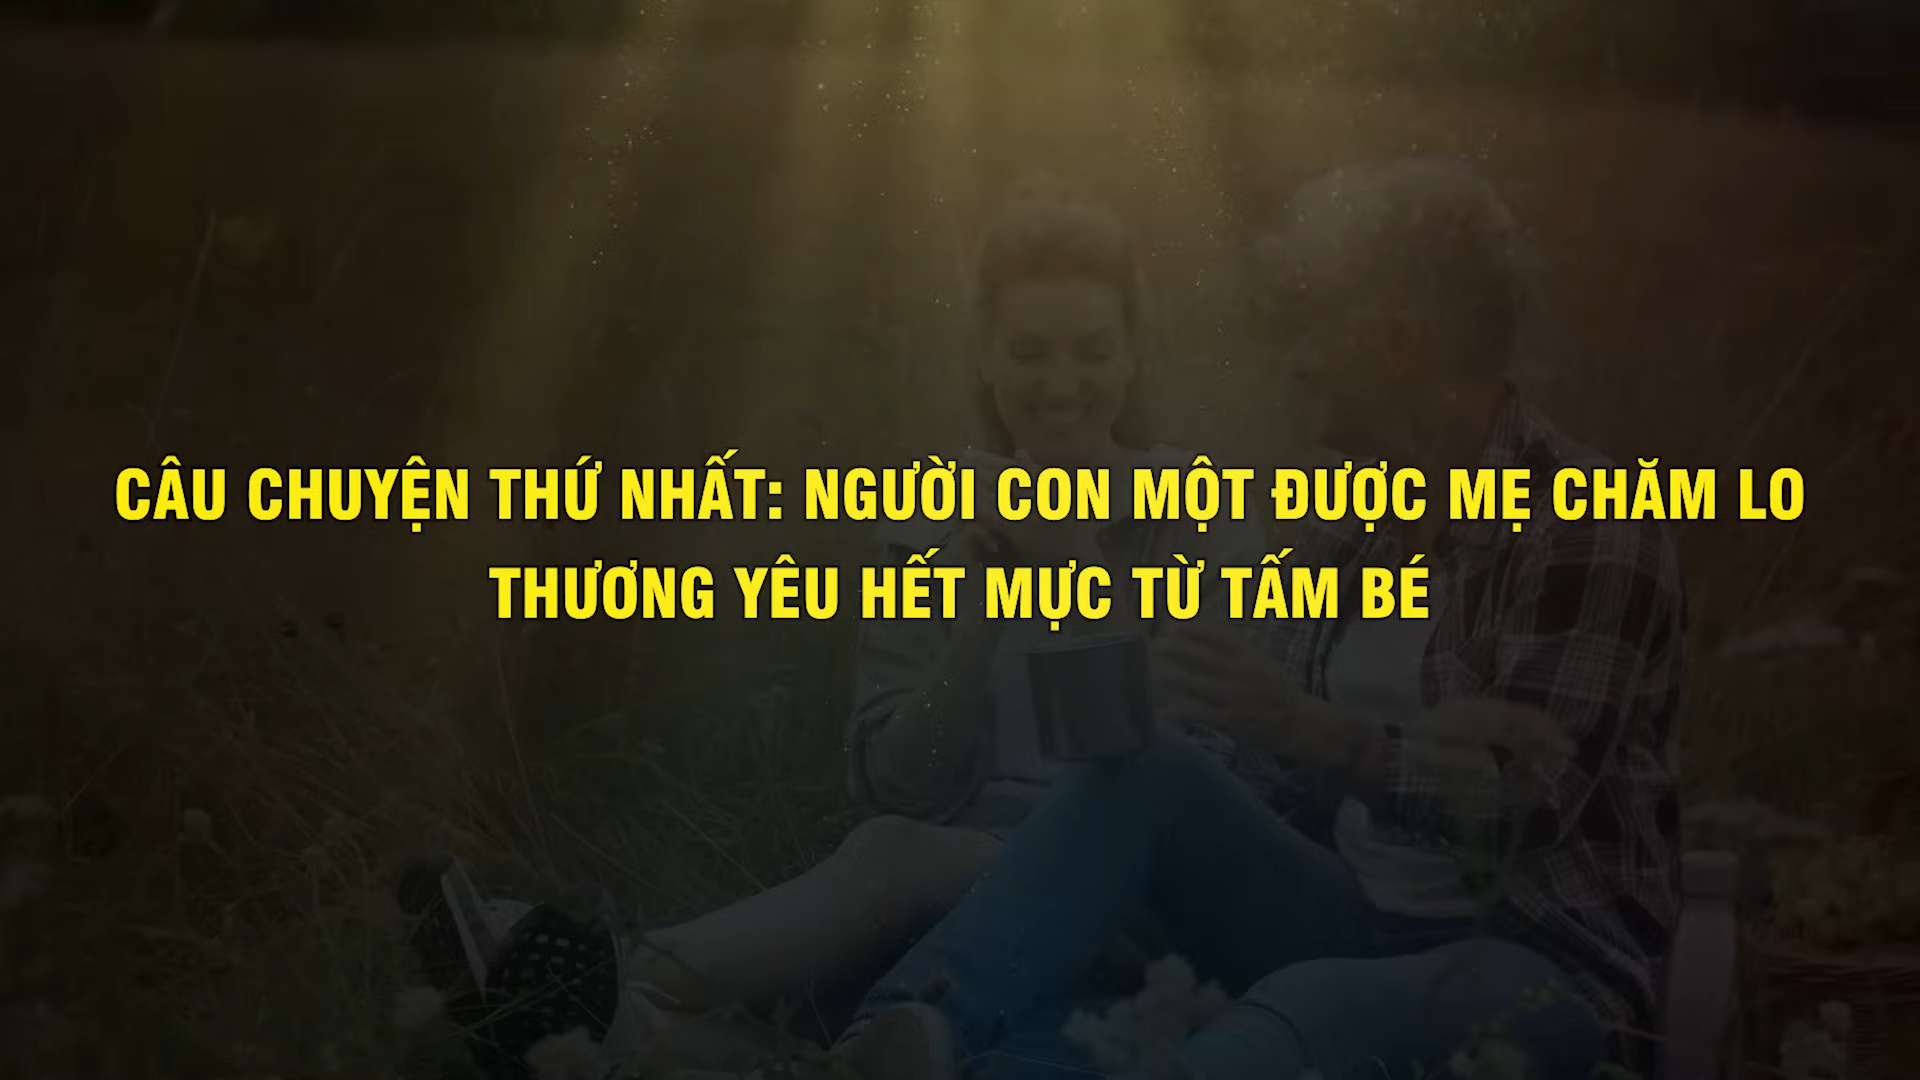 CÂU CHUYỆN THỨ NHẤT: NGƯỜI CON MỘT ĐƯỢC MẸ CHĂM LO
THƯƠNG YÊU HẾT MỰC TỪ TẤM BÉ